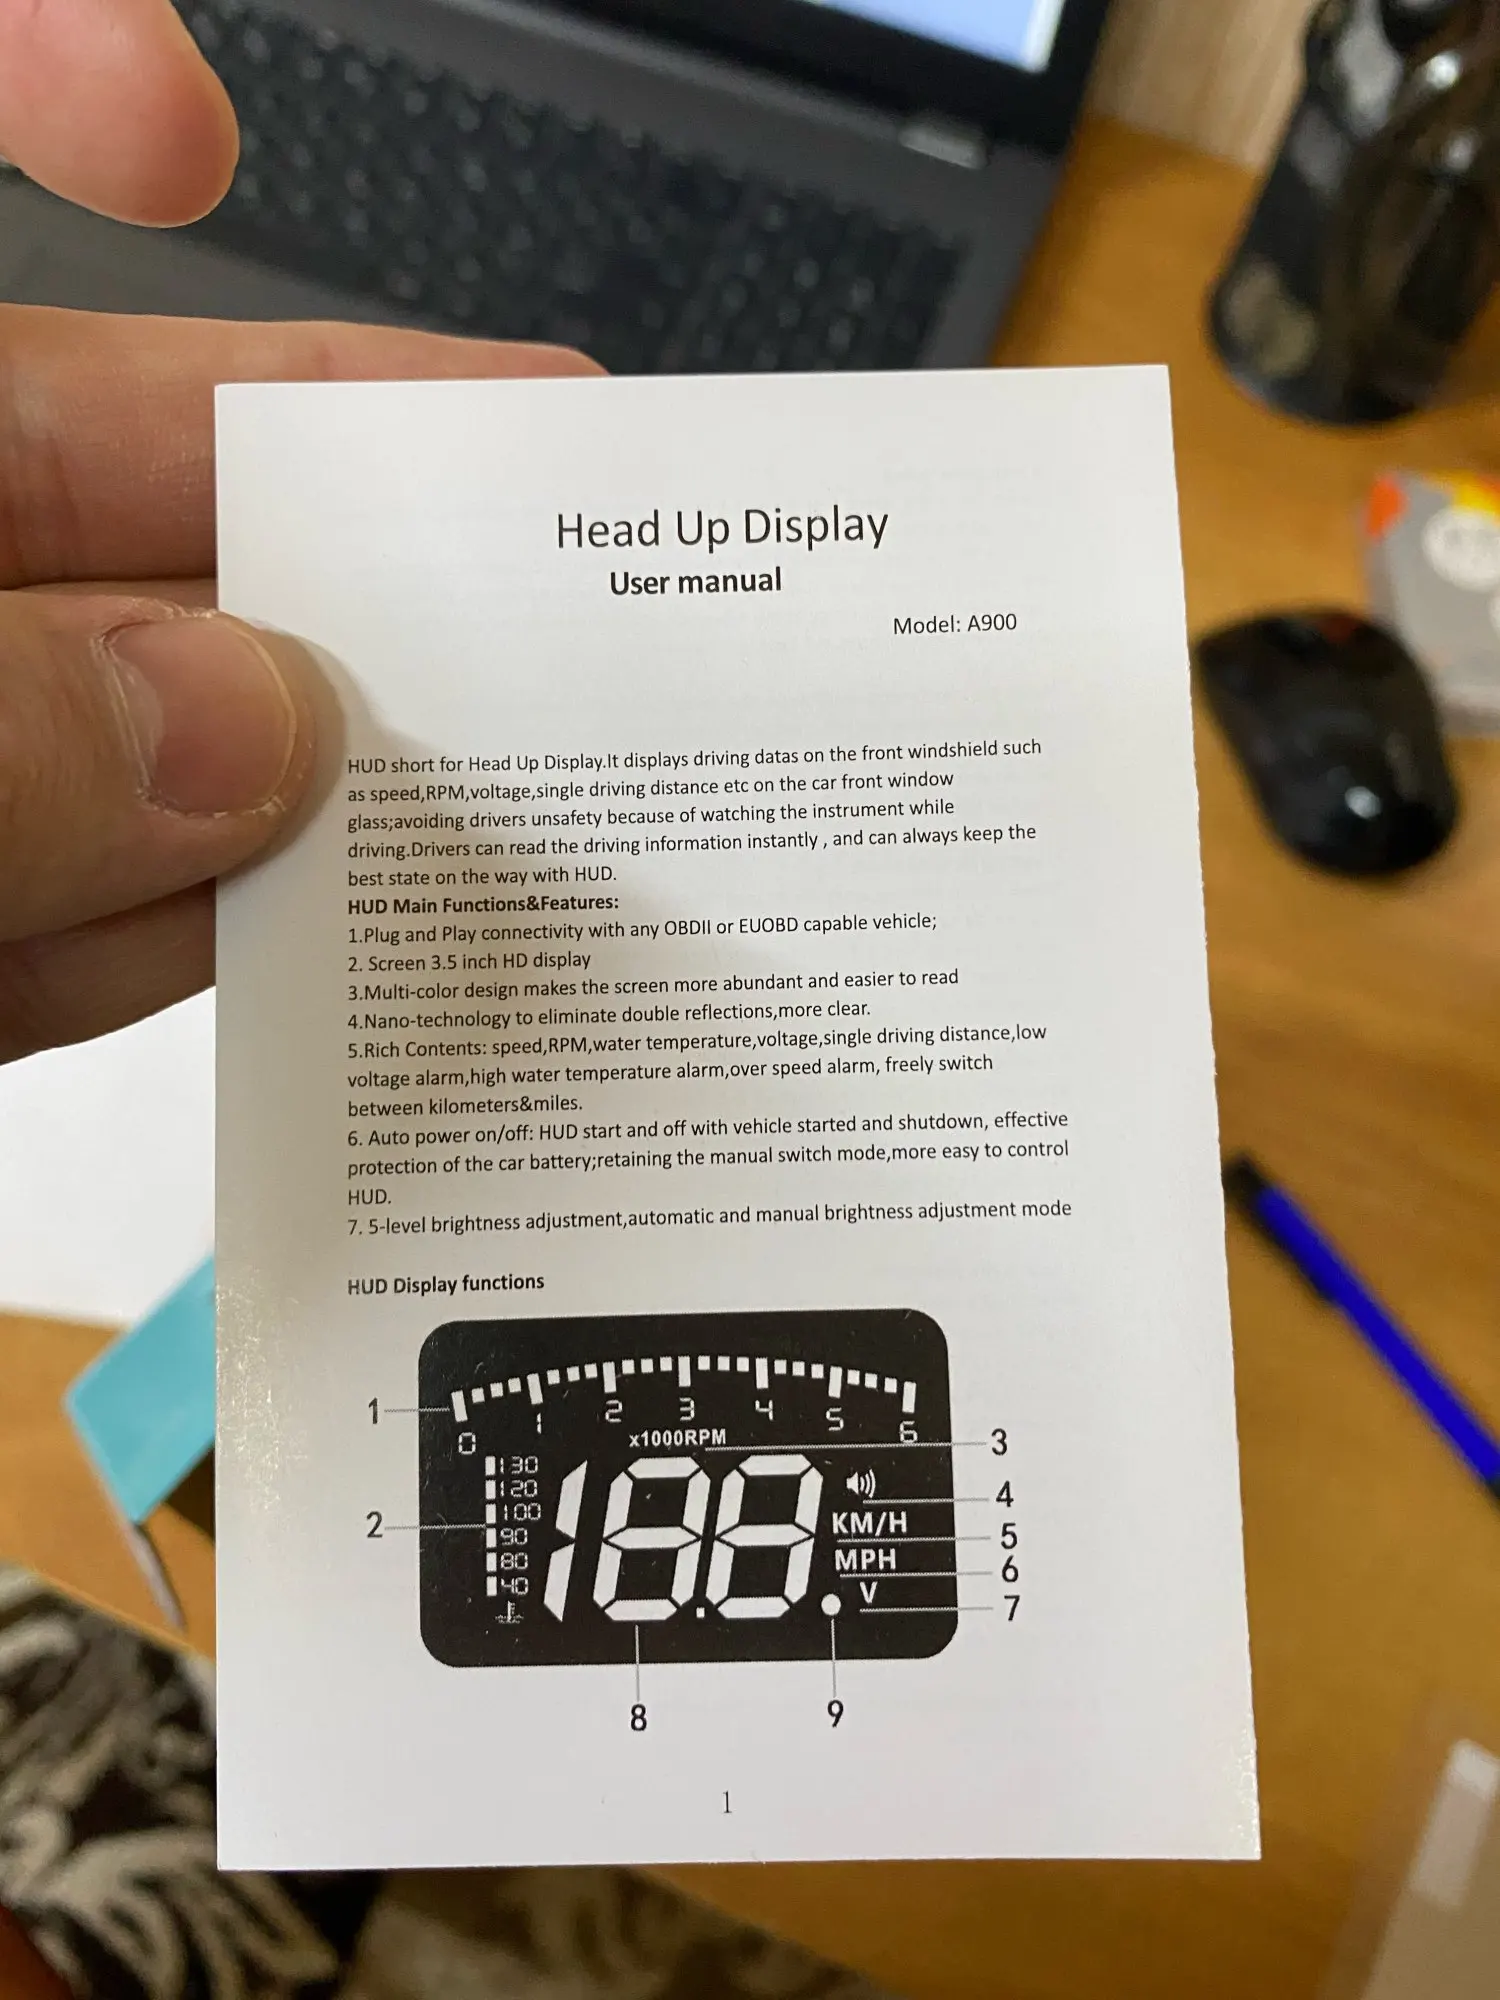 Head Up Display
User manual
Model: A900
HUD short for Head Up Display.It displays driving datas on the front windshield such
as speed,RPM,voltage,single driving distance etc on the car front window
glass;avoiding drivers unsafety because of watching the instrument while
driving.Drivers can read the driving information instantly , and can always keep the
best state on the way with HUD.
HUD Main Functions&Features:
1.Plug and Play connectivity with any OBDII or EUOBD capable vehicle;
2. Screen 3.5 inch HD display
3.Multi-color design makes the screen more abundant and easier to read
4.Nano-technology to eliminate double reflections,more clear.
5.Rich Contents: speed,RPM,water temperature,voltage,single driving distance,low
voltage alarm,high water temperature alarm,over speed alarm, freely switch
between kilometers&miles.
6. Auto power on/off: HUD start and off with vehicle started and shutdown, effective
protection of the car battery;retaining the manual switch mode,more easy to control
HUD.
7. 5-level brightness adjustment,automatic and manual brightness adjustment mode
HUD Display functions
1
0 1 2 3 4 5 6
x1000RPM
3
130
120
100
90
80
40
2
188.
4
KM/H
5
MPH
6
V
7
8
9
1